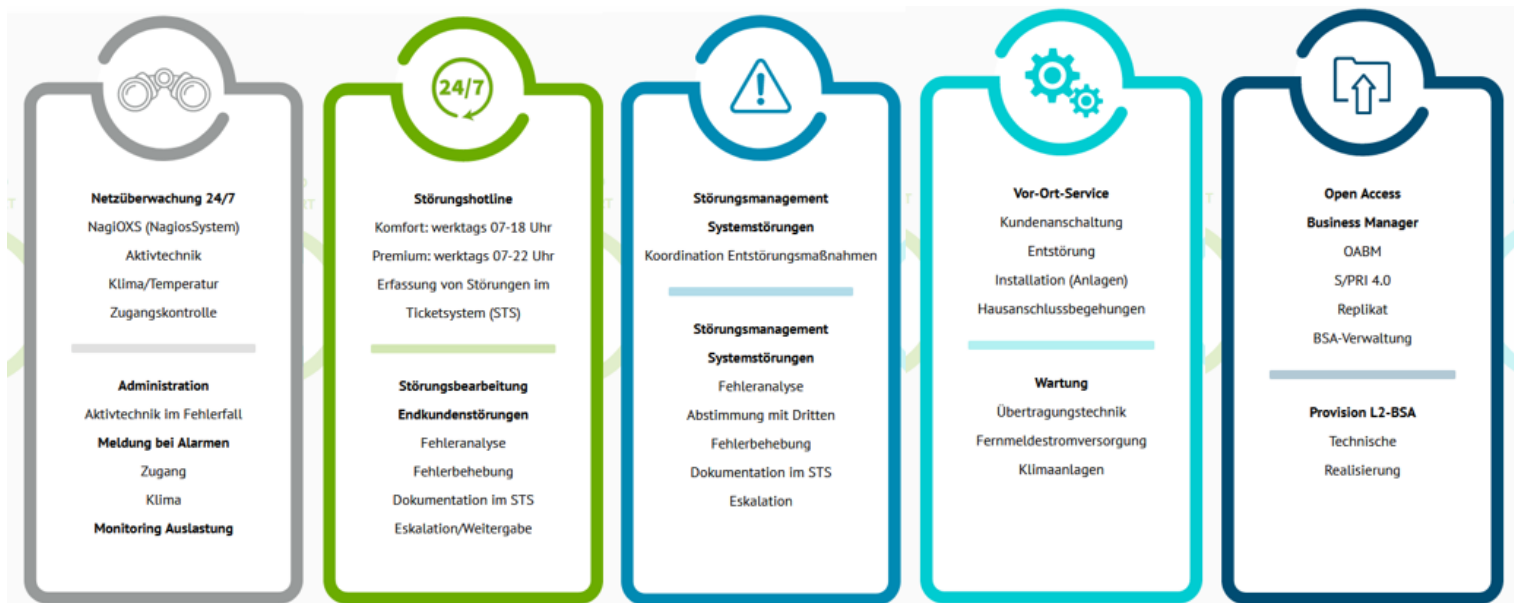 Netzüberwachung 24/7
NagiOXS (NagiosSystem)
Aktivtechnik
Klima/Temperatur
Zugangskontrolle
Administration
Aktivtechnik im Fehlerfall
Meldung bei Alarmen
Zugang
Klima
Monitoring Auslastung
24/7
Störungshotline
Komfort: werktags 07-18 Uhr
Premium: werktags 07-22 Uhr
Erfassung von Störungen im
Ticketsystem (STS)
Störungsbearbeitung
Endkundenstörungen
Fehleranalyse
Fehlerbehebung
Dokumentation im STS
Eskalation/Weitergabe
Störungsmanagement
Systemstörungen
Koordination Entstörungsmaßnahmen
Störungsmanagement
Systemstörungen
Fehleranalyse
Abstimmung mit Dritten
Fehlerbehebung
Dokumentation im STS
Eskalation
Vor-Ort-Service
Kundenanschaltung
Entstörung
Installation (Anlagen)
Hausanschlussbegehungen
Wartung
Übertragungstechnik
Fernmeldestromversorgung
Klimaanlagen
Open Access
Business Manager
OABM
S/PRI 4.0
Replikat
BSA-Verwaltung
Provision L2-BSA
Technische
Realisierung